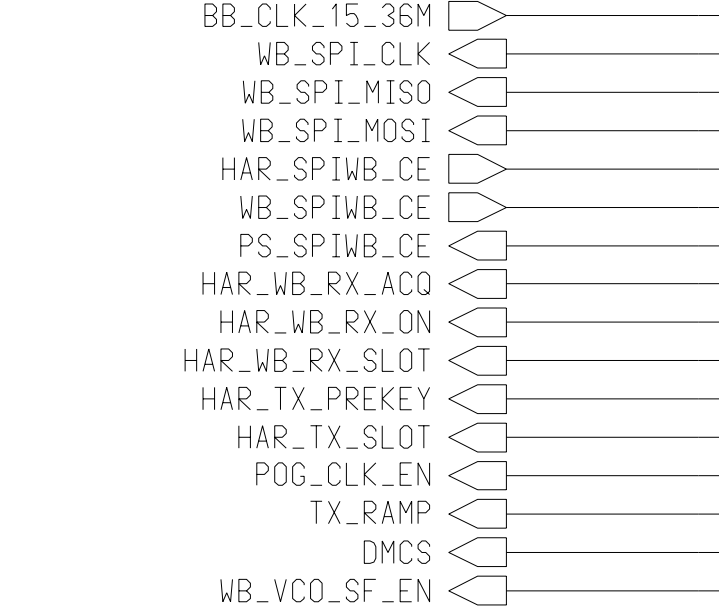 BB_CLK_15_36M
WB_SPI_CLK
WB_SPI_MISO
WB_SPI_MOSI
HAR_SPIWB_CE
WB_SPIWB_CE
PS_SPIWB_CE
HAR_WB_RX_ACQ
HAR_WB_RX_ON
HAR_WB_RX_SLOT
HAR_TX_PREKEY
HAR_TX_SLOT
POG_CLK_EN
TX_RAMP
DMCS
WB_VCO_SF_EN